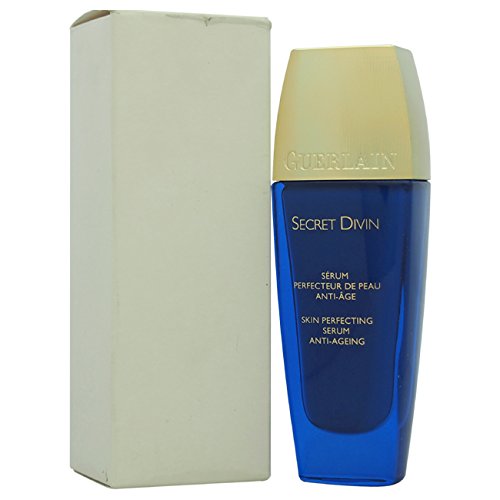 GUERLAIN
SECRET DIVIN
SÉRUM
PERFECTEUR DE PEAU
ANTI-ÂGE
SKIN PERFECTING
SERUM
ANTI-AGEING